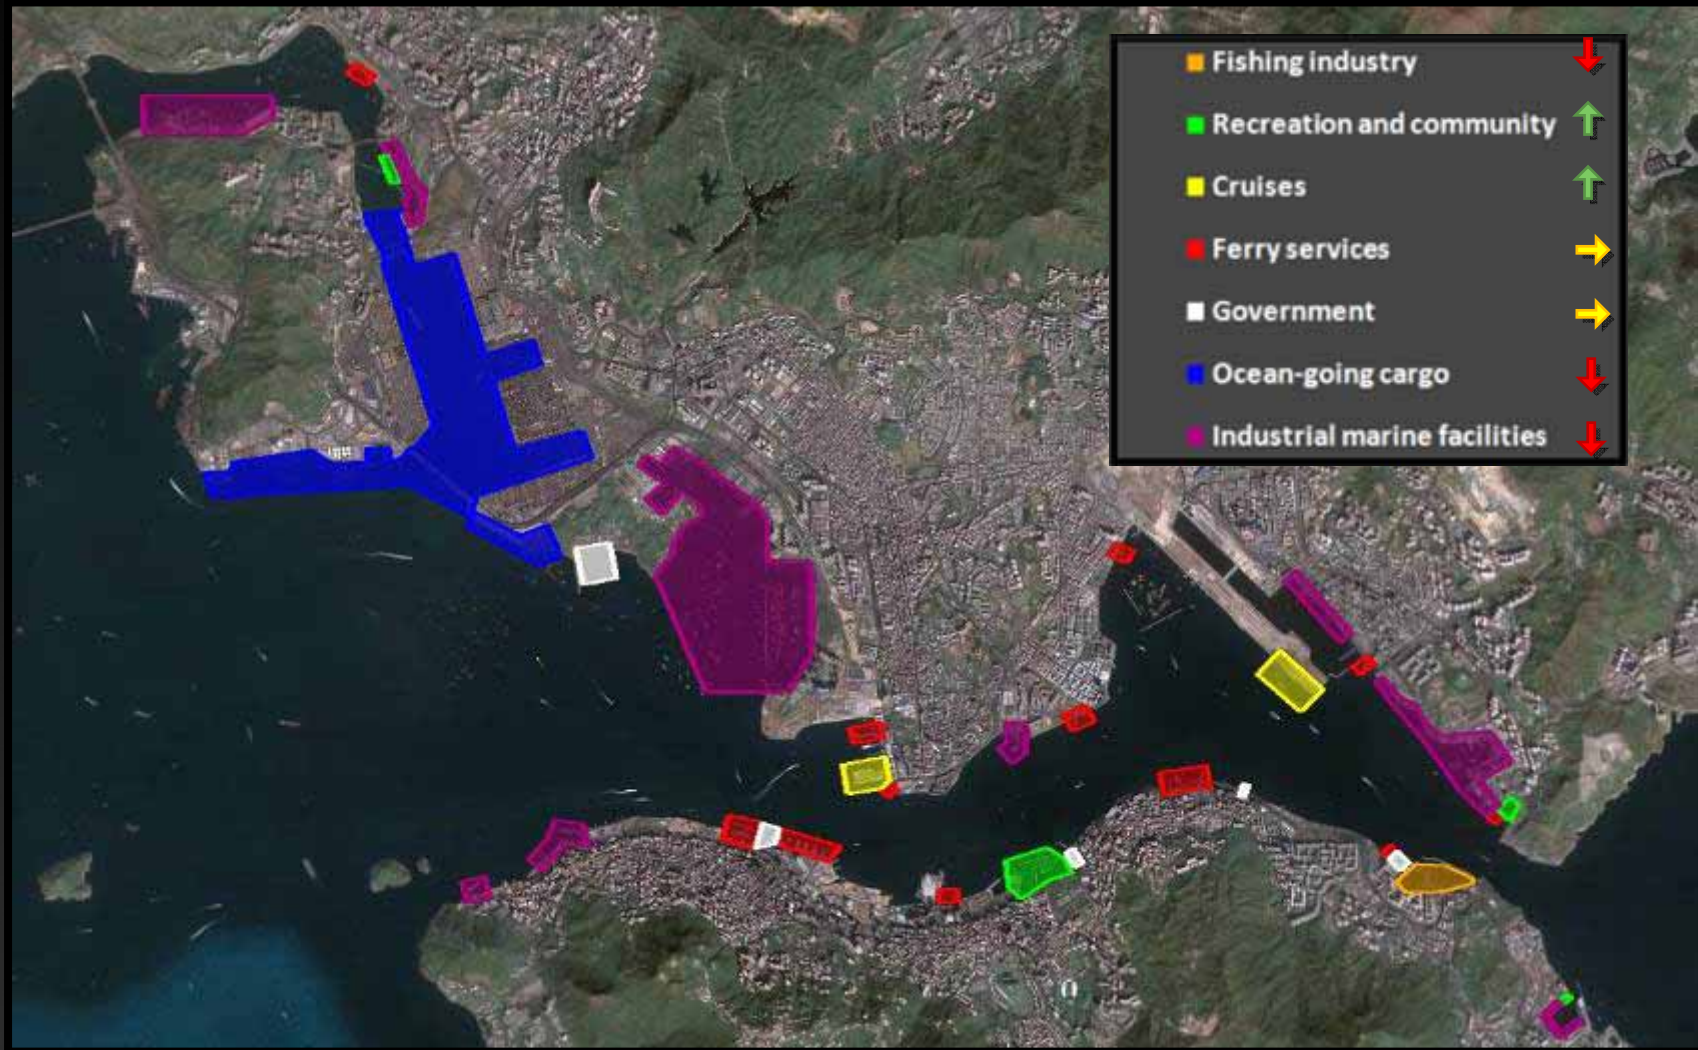 Fishing industry
Recreation and community
Cruises
Ferry services
Government
Ocean-going cargo
Industrial marine facilities